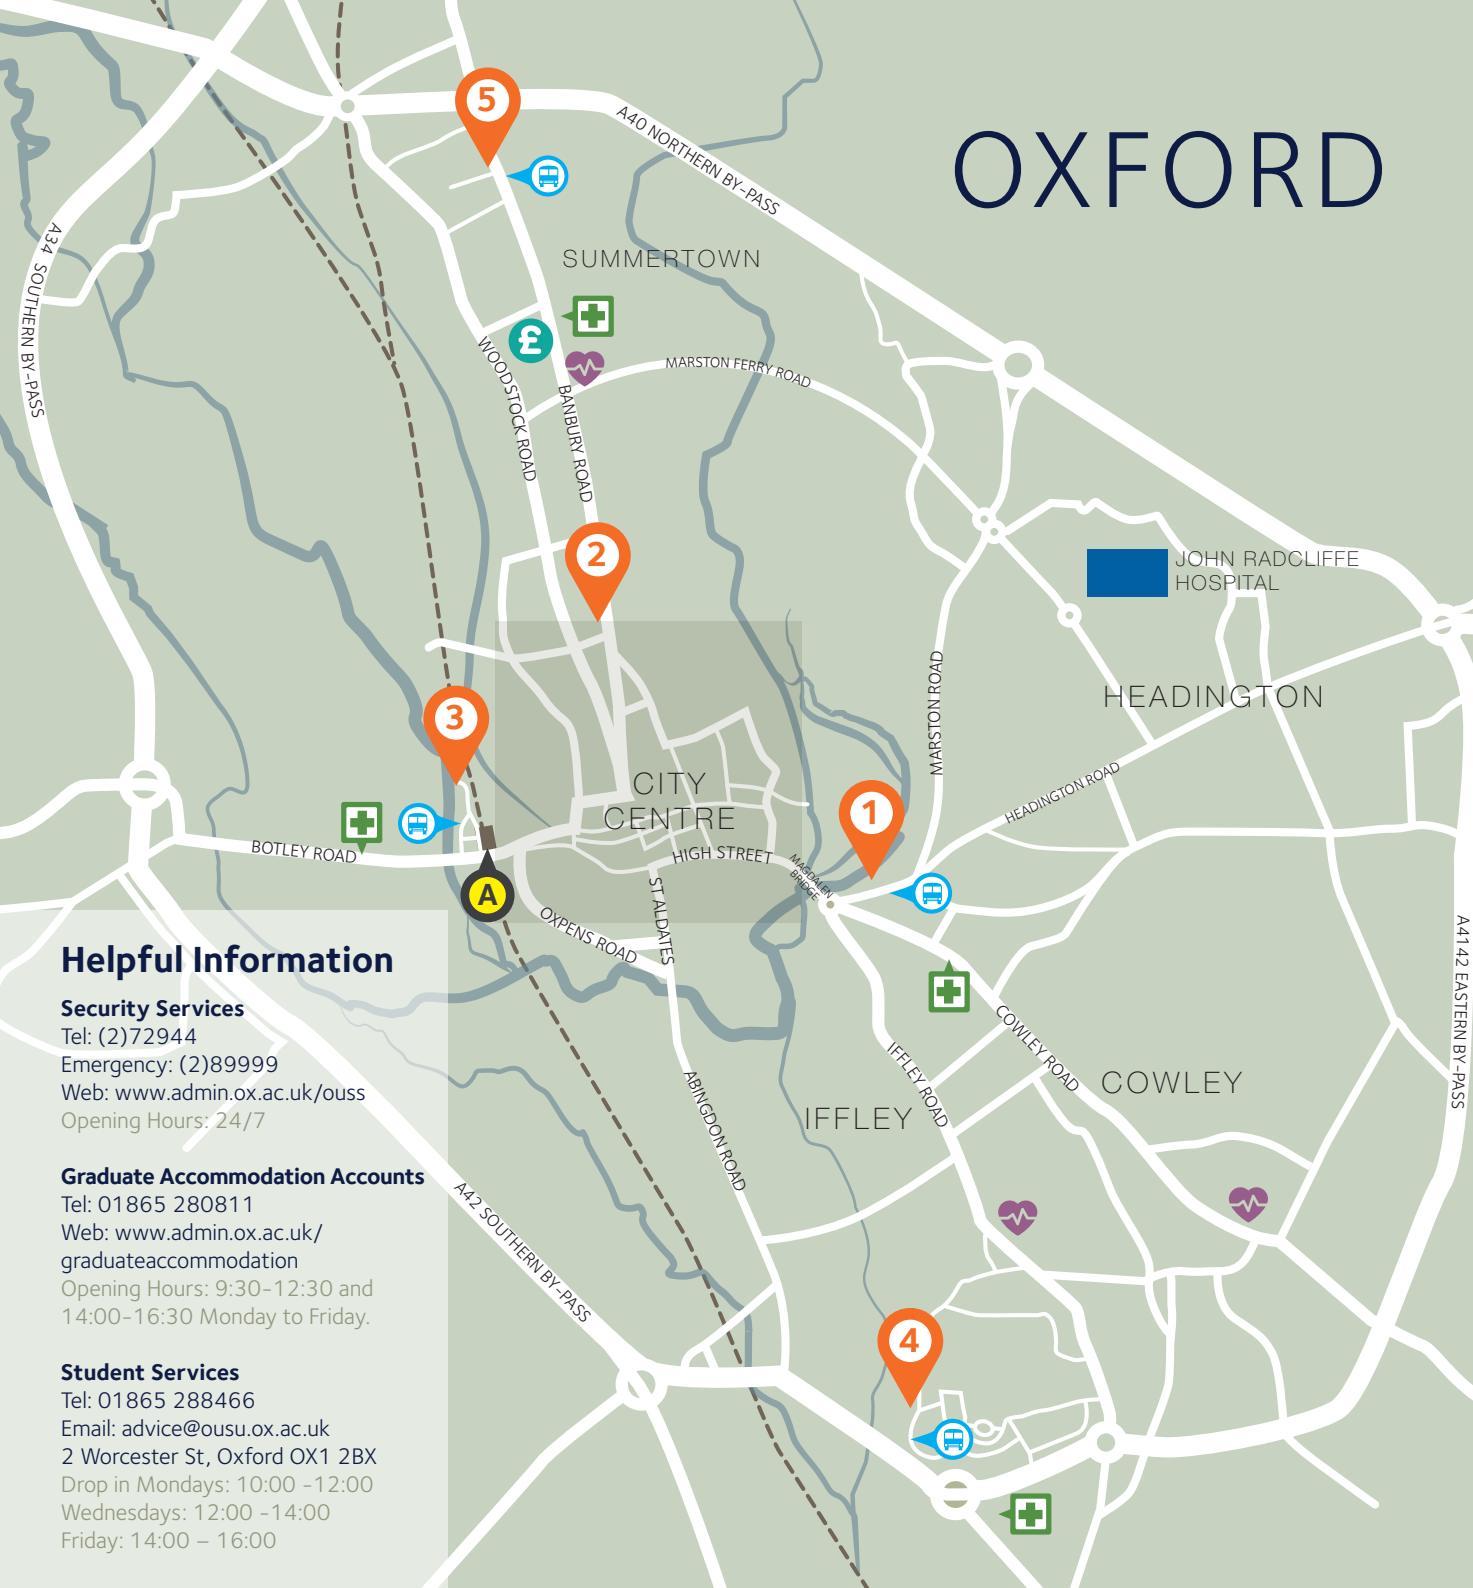 OXFORD
5
A40 NORTHERN BY-PASS
A34 SOUTHERN BY-PASS
SUMMERTOWN
£
WOODSTOCK ROAD
BANBURY ROAD
MARSTON FERRY ROAD
2
JOHN RADCLIFFE
HOSPITAL
MARSTON ROAD
HEADINGTON
3
CITY
CENTRE
HEADINGTON ROAD
1
BOTLEY ROAD
HIGH STREET
MAGDALEN
BRIDGE
A
OXPENS ROAD
ST ALDATES
A4142 EASTERN BY-PASS
COWLEY ROAD
IFFLEY ROAD
COWLEY
IFFLEY
ABINGDON ROAD
A42 SOUTHERN BY-PASS
4
Helpful Information
Security Services
Tel: (2)72944
Emergency: (2)89999
Web: www.admin.ox.ac.uk/ouss
Opening Hours: 24/7
Graduate Accommodation Accounts
Tel: 01865 280811
Web: www.admin.ox.ac.uk/
graduateaccommodation
Opening Hours: 9:30-12:30 and
14:00-16:30 Monday to Friday.
Student Services
Tel: 01865 288466
Email: advice@ousu.ox.ac.uk
2 Worcester St, Oxford OX1 2BX
Drop in Mondays: 10:00 -12:00
Wednesdays: 12:00 -14:00
Friday: 14:00 – 16:00